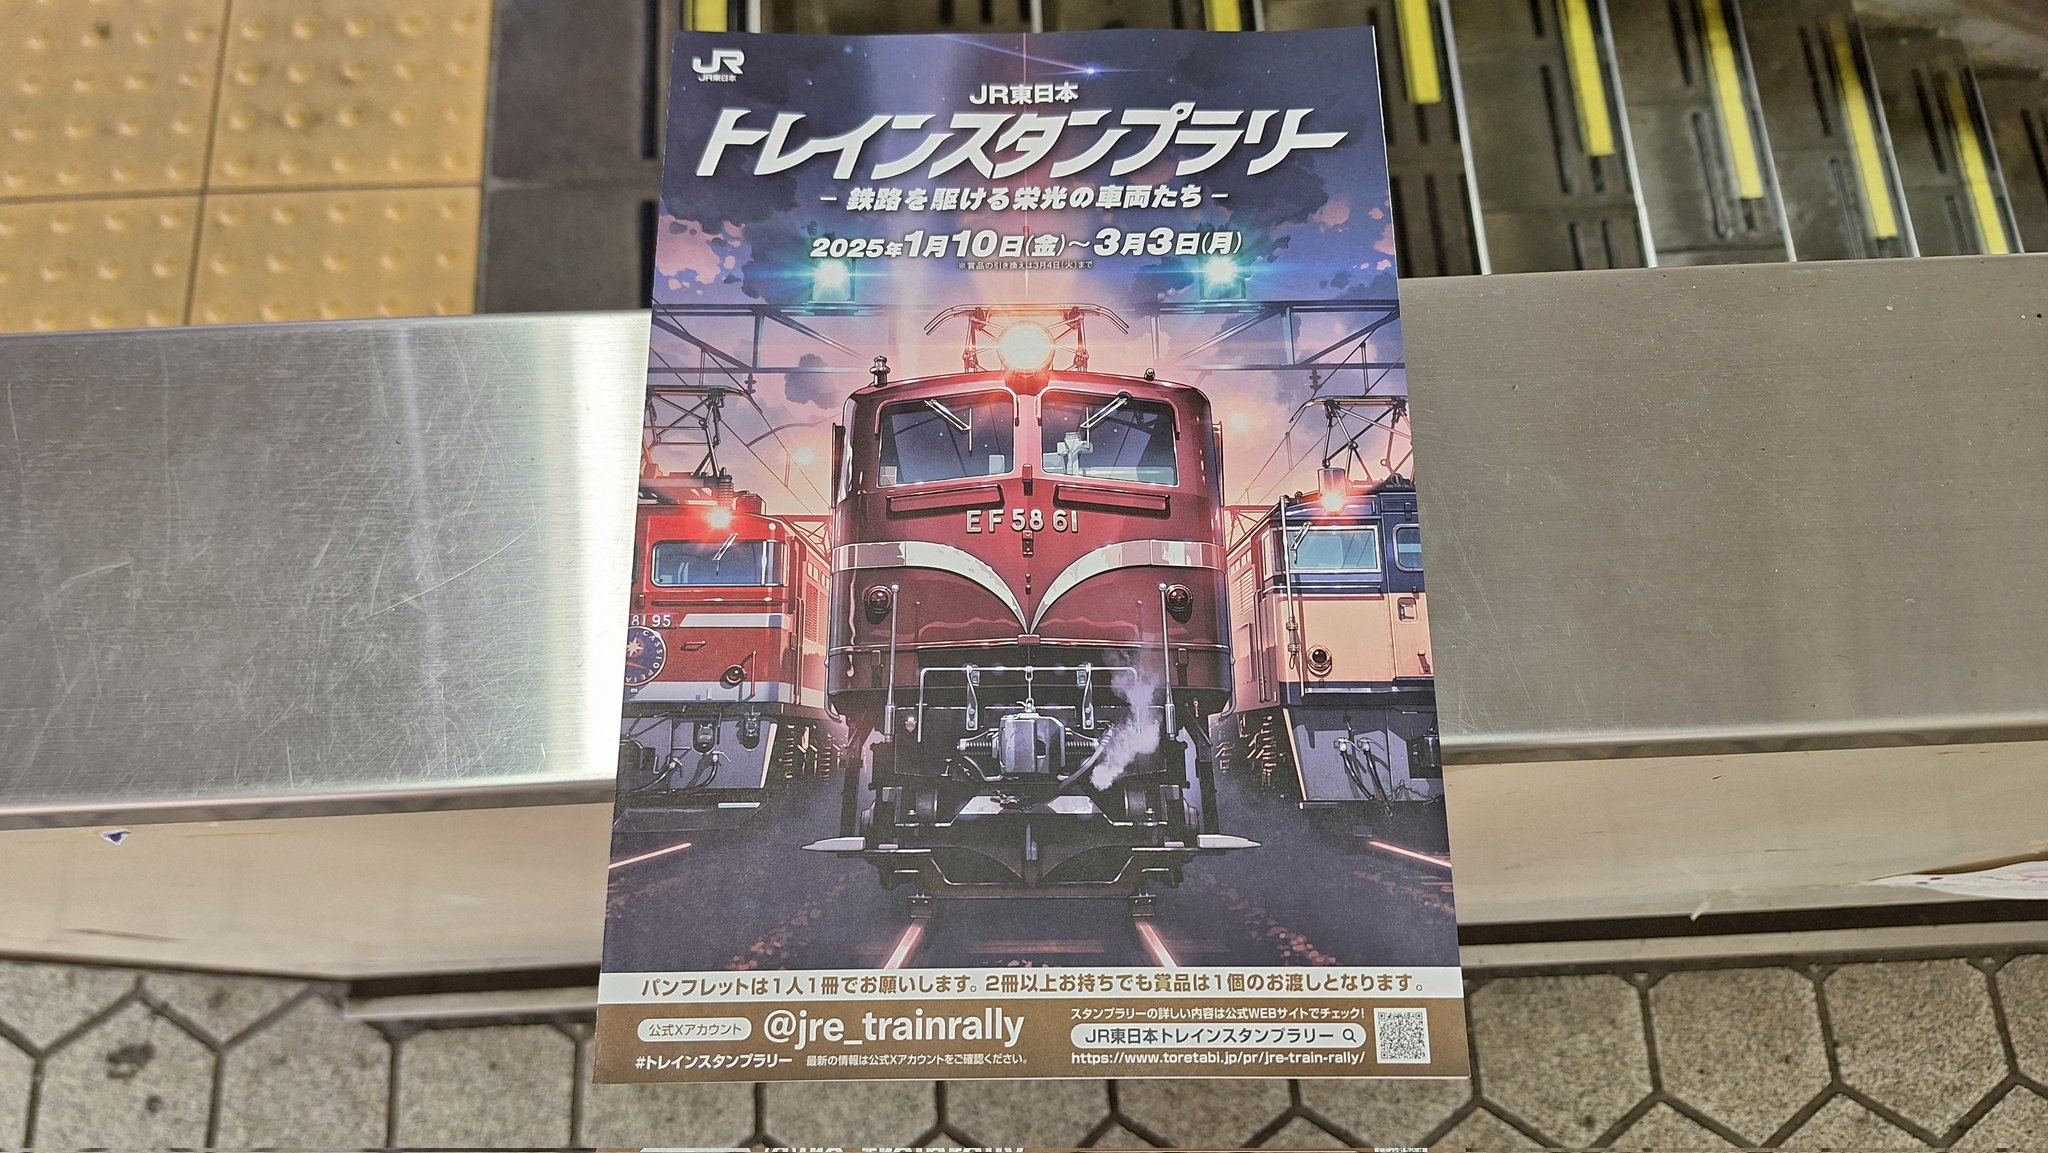 JR
JR東日本
JR東日本
トレインスタンプラリー
- 鉄路を駆ける栄光の車両たち -
2025年1月10日(金)~3月3日(月)
※賞品の引き換えは3月4日(火)まで
EF58 61
81 95
CASSIOPEIA
パンフレットは1人1冊でお願いします。2冊以上お持ちでも賞品は1個のお渡しとなります。
公式Xアカウント @jre_trainrally
#トレインスタンプラリー 最新の情報は公式Xアカウントをご確認ください。
スタンプラリーの詳しい内容は公式WEBサイトでチェック!
JR東日本トレインスタンプラリー
https://www.toretabi.jp/pr/jre-train-rally/